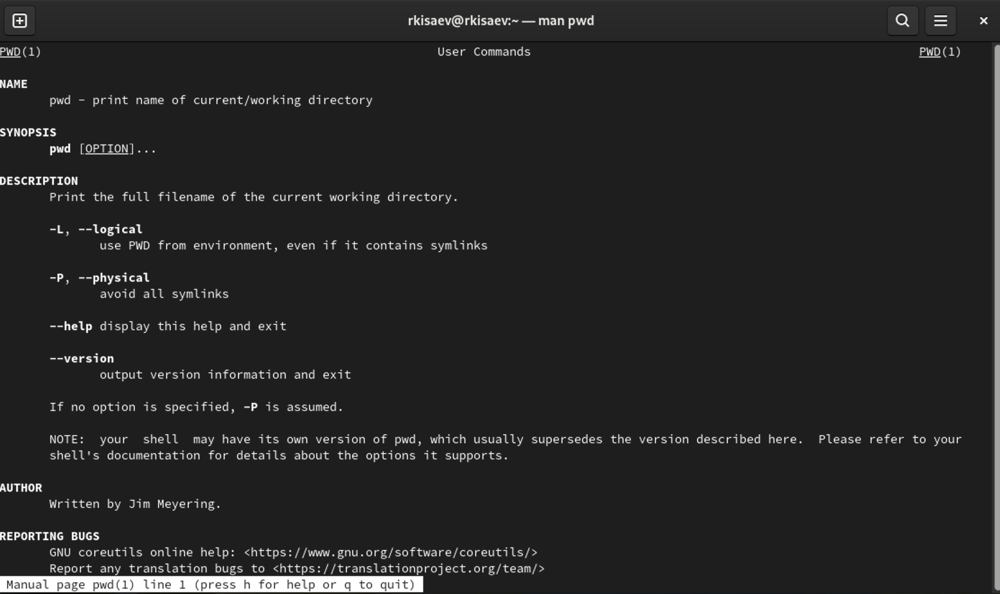 rkisaev@rkisaev:~ — man pwd
PWD(1) User Commands PWD(1)
NAME
pwd - print name of current/working directory
SYNOPSIS
pwd [OPTION]...
DESCRIPTION
Print the full filename of the current working directory.
-L, --logical
use PWD from environment, even if it contains symlinks
-P, --physical
avoid all symlinks
--help display this help and exit
--version
output version information and exit
If no option is specified, -P is assumed.
NOTE: your shell may have its own version of pwd, which usually supersedes the version described here. Please refer to your
shell's documentation for details about the options it supports.
AUTHOR
Written by Jim Meyering.
REPORTING BUGS
GNU coreutils online help: <https://www.gnu.org/software/coreutils/>
Report any translation bugs to <https://translationproject.org/team/>
Manual page pwd(1) line 1 (press h for help or q to quit)